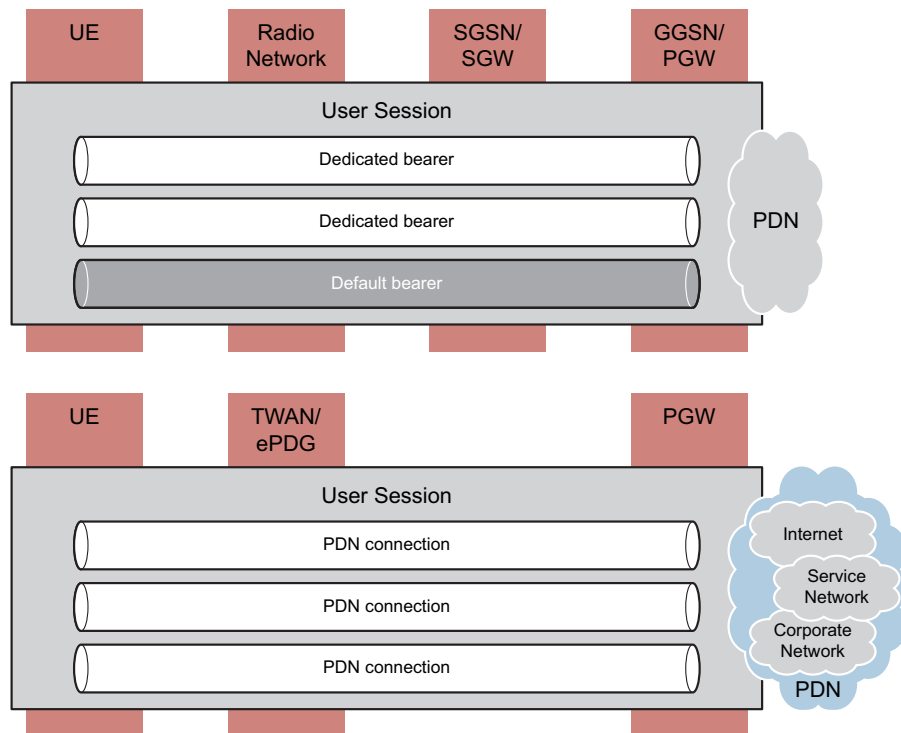 UE
Radio
Network
SGSN/
SGW
GGSN/
PGW
User Session
Dedicated bearer
Dedicated bearer
Default bearer
PDN
UE
TWAN/
ePDG
PGW
User Session
PDN connection
PDN connection
PDN connection
Internet
Service
Network
Corporate
Network
PDN